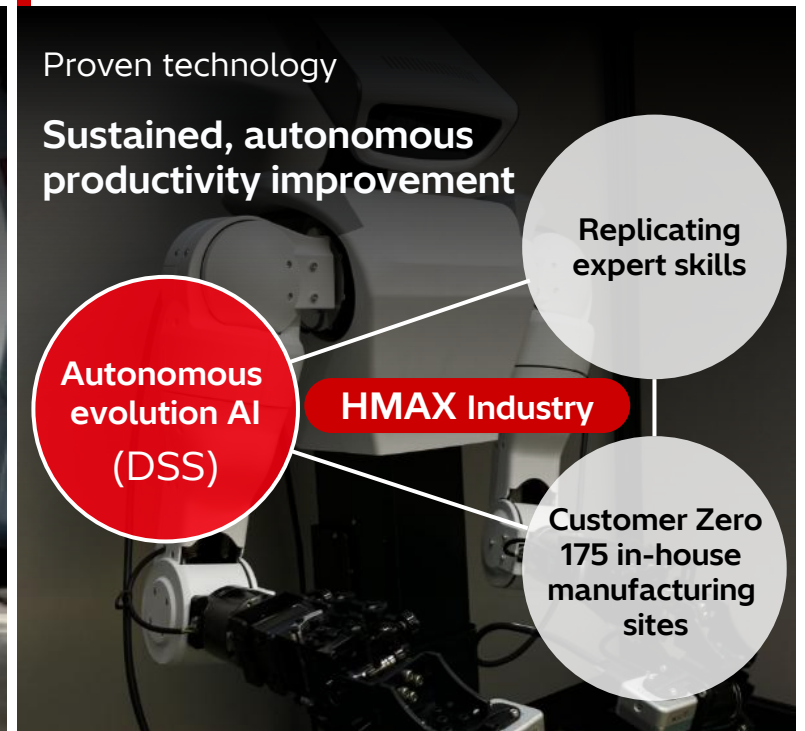 Proven technology
Sustained, autonomous
productivity improvement
Replicating
expert skills
Autonomous
evolution AI
(DSS)
HMAX Industry
Customer Zero
175 in-house
manufacturing
sites